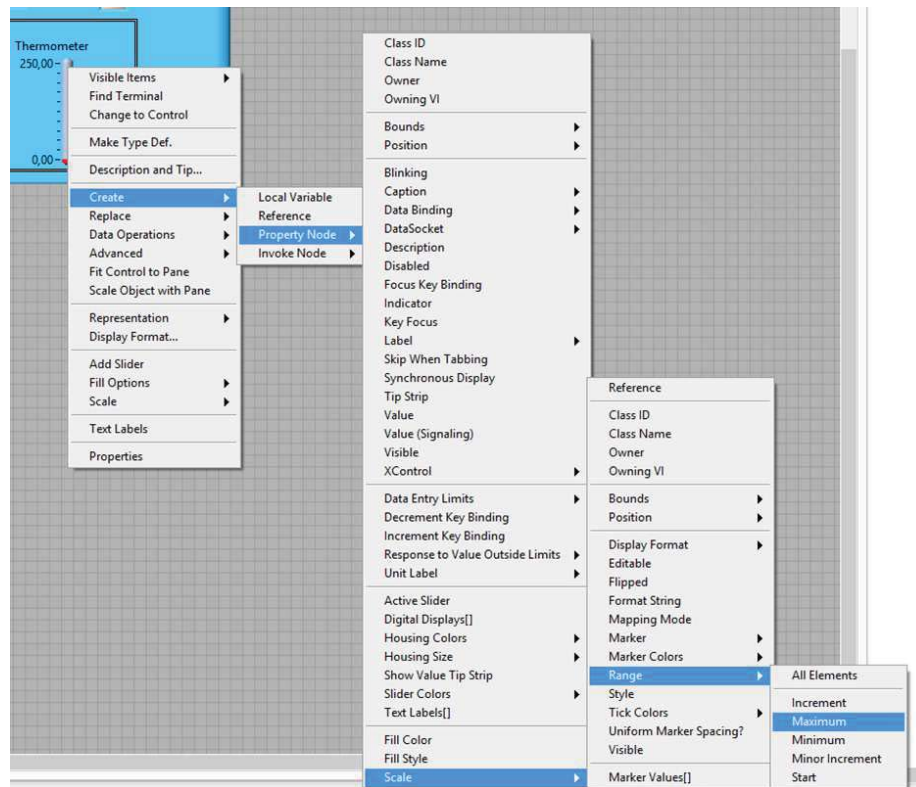 Thermometer
250,00
0,00
Visible Items
Find Terminal
Change to Control
Make Type Def.
Description and Tip...
Create
Replace
Data Operations
Advanced
Fit Control to Pane
Scale Object with Pane
Representation
Display Format...
Add Slider
Fill Options
Scale
Text Labels
Properties
Local Variable
Reference
Property Node
Invoke Node
Class ID
Class Name
Owner
Owning VI
Bounds
Position
Blinking
Caption
Data Binding
DataSocket
Description
Disabled
Focus Key Binding
Indicator
Key Focus
Label
Skip When Tabbing
Synchronous Display
Tip Strip
Value
Value (Signaling)
Visible
XControl
Data Entry Limits
Decrement Key Binding
Increment Key Binding
Response to Value Outside Limits
Unit Label
Active Slider
Digital Displays[]
Housing Colors
Housing Size
Show Value Tip Strip
Slider Colors
Text Labels[]
Fill Color
Fill Style
Scale
Reference
Class ID
Class Name
Owner
Owning VI
Bounds
Position
Display Format
Editable
Flipped
Format String
Mapping Mode
Marker
Marker Colors
Range
Style
Tick Colors
Uniform Marker Spacing?
Visible
Marker Values[]
All Elements
Increment
Maximum
Minimum
Minor Increment
Start